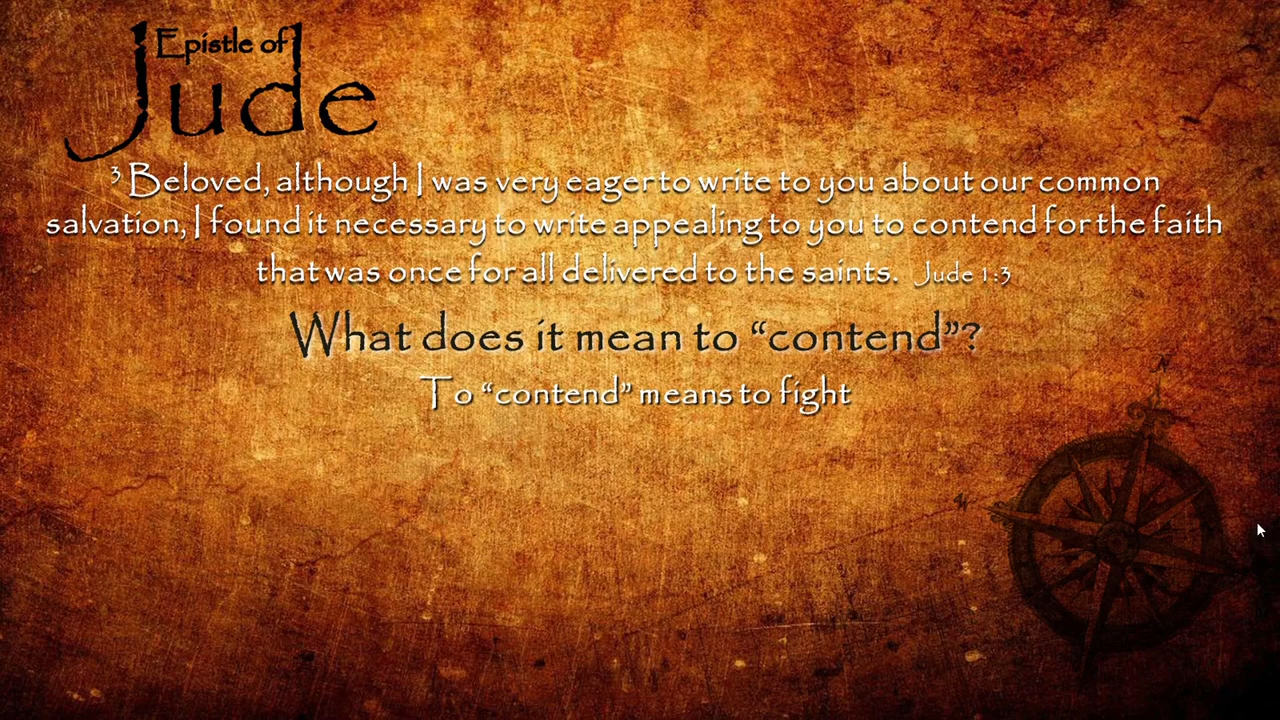 Epistle of
Jude
3 Beloved, although I was very eager to write to you about our common
salvation, I found it necessary to write appealing to you to contend for the faith
that was once for all delivered to the saints. Jude 1:3
What does it mean to “contend”?
To “contend” means to fight
N
W